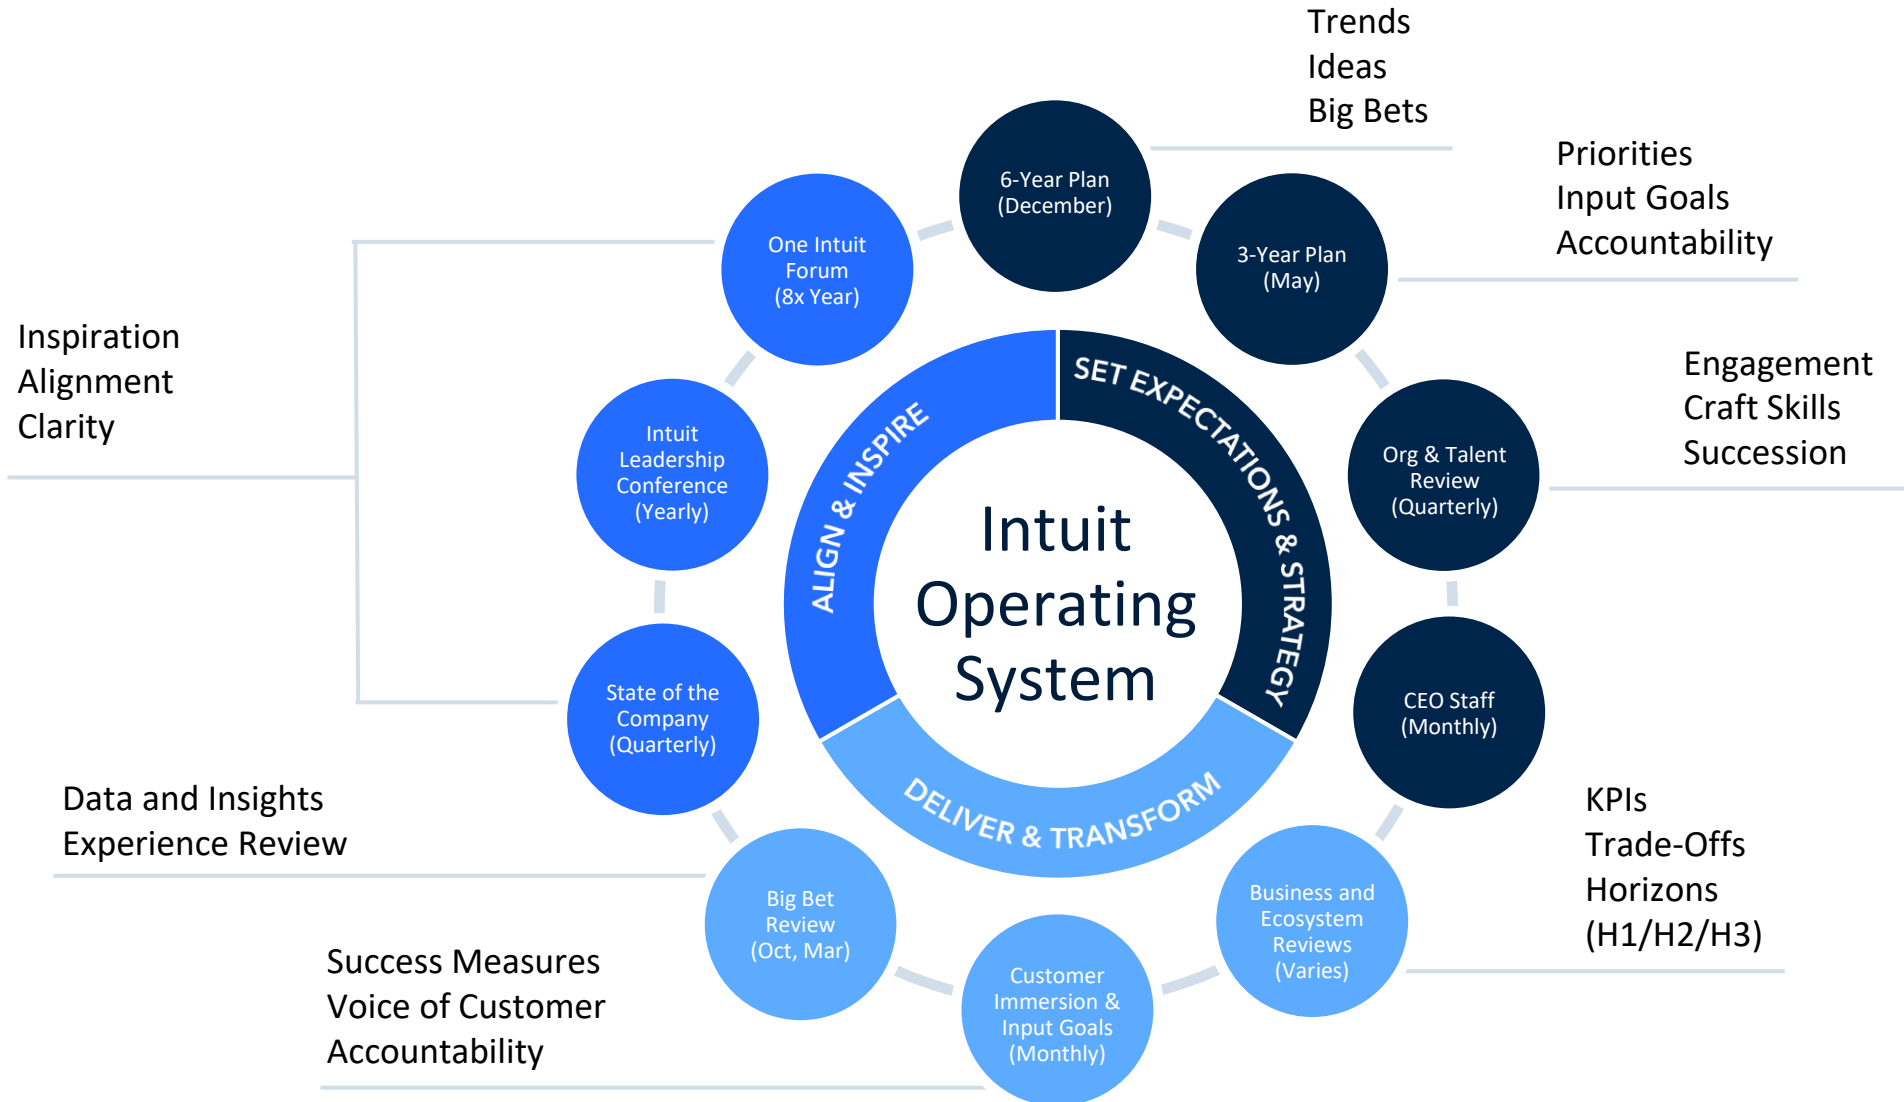 Trends
Ideas
Big Bets
6-Year Plan
(December)
Priorities
Input Goals
Accountability
3-Year Plan
(May)
Engagement
Craft Skills
Succession
Org & Talent
Review
(Quarterly)
CEO Staff
(Monthly)
KPIs
Trade-Offs
Horizons
(H1/H2/H3)
Business and
Ecosystem
Reviews
(Varies)
Customer
Immersion &
Input Goals
(Monthly)
Success Measures
Voice of Customer
Accountability
Big Bet
Review
(Oct, Mar)
Data and Insights
Experience Review
State of the
Company
(Quarterly)
Intuit
Leadership
Conference
(Yearly)
One Intuit
Forum
(8x Year)
Inspiration
Alignment
Clarity
SET EXPECTATIONS & STRATEGY
DELIVER & TRANSFORM
ALIGN & INSPIRE
Intuit
Operating
System